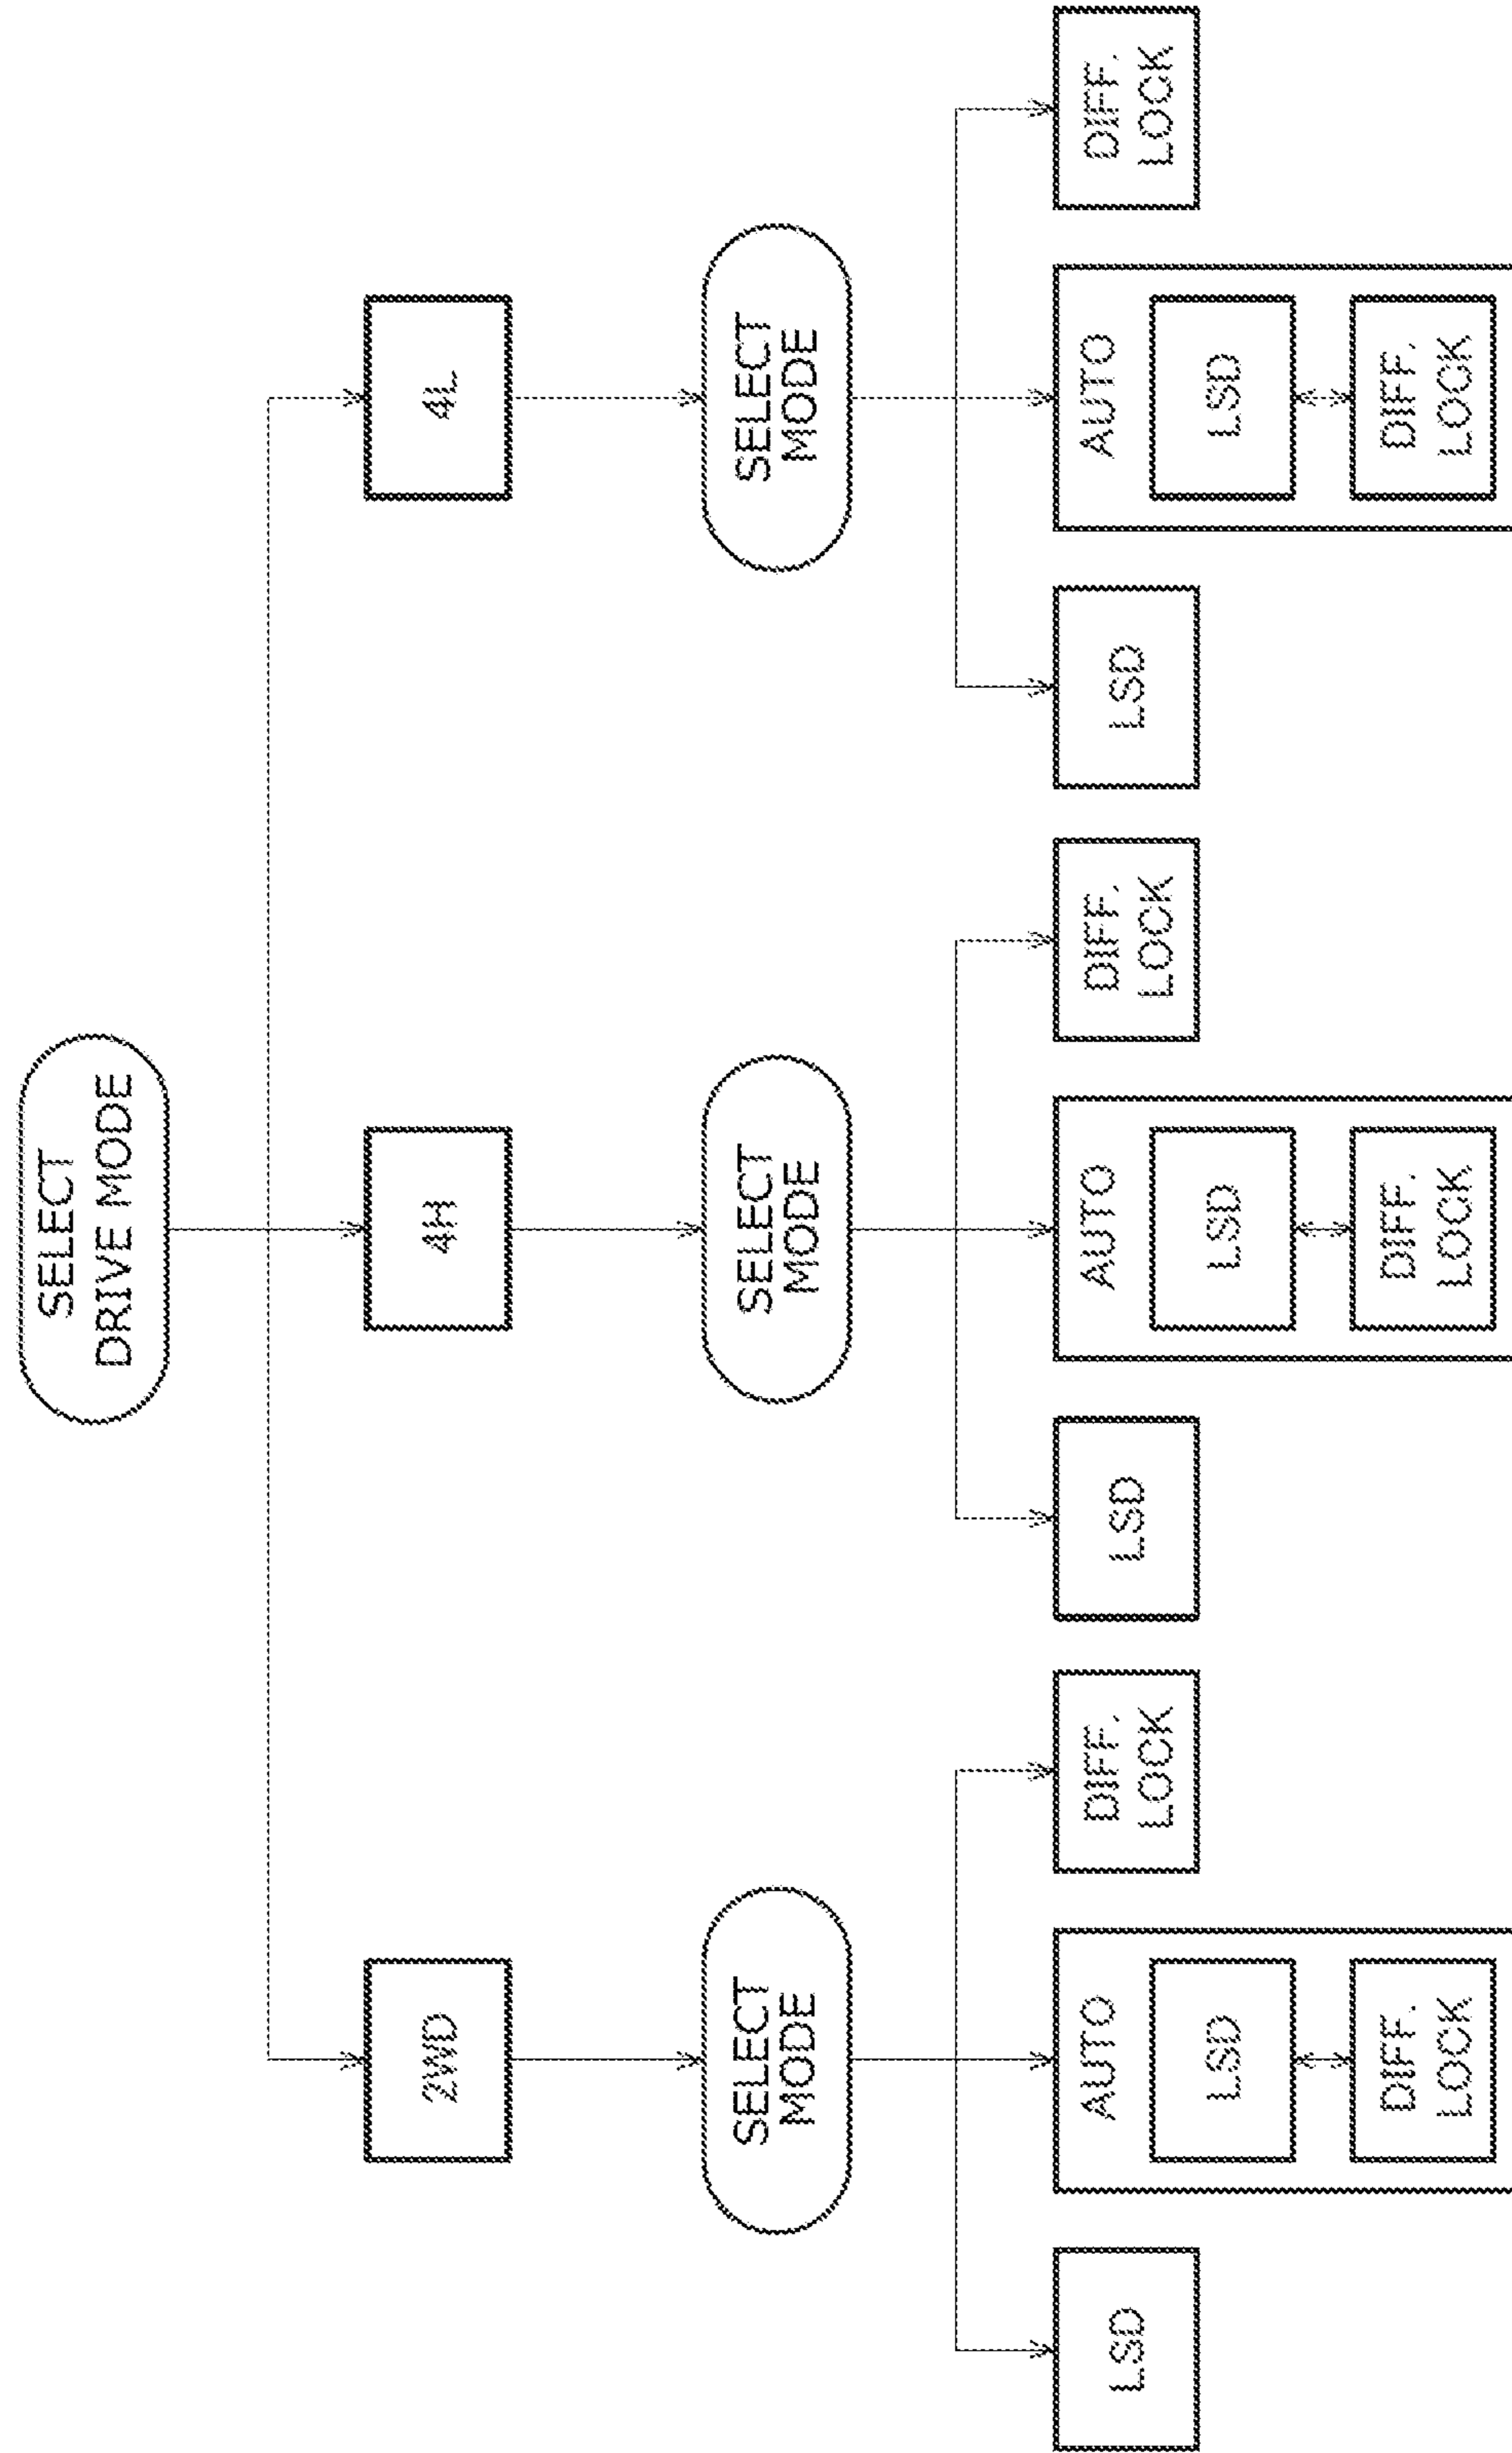 SELECT
DRIVE MODE
2WD
4H
4L
SELECT
MODE
SELECT
MODE
SELECT
MODE
LSD
AUTO
LSD
DIFF.
LOCK
DIFF.
LOCK
LSD
AUTO
LSD
DIFF.
LOCK
DIFF.
LOCK
LSD
AUTO
LSD
DIFF.
LOCK
DIFF.
LOCK